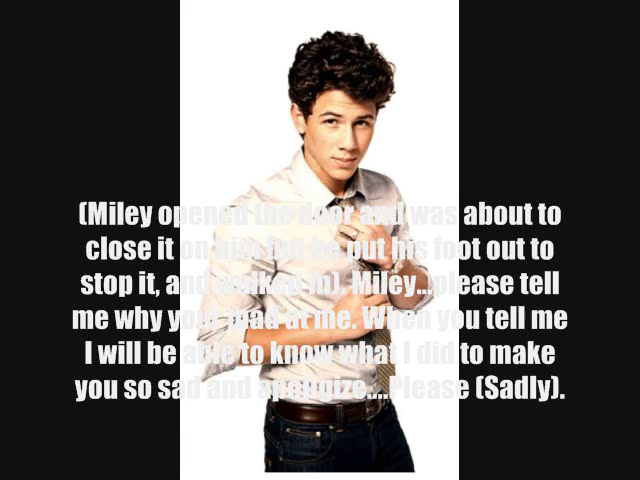 (Miley opened the door and was about to
close it on him but he put his foot out to
stop it, and walked in). Miley...please tell
me why your mad at me. When you tell me
I will be able to know what I did to make
you so sad and apologize....Please (Sadly).